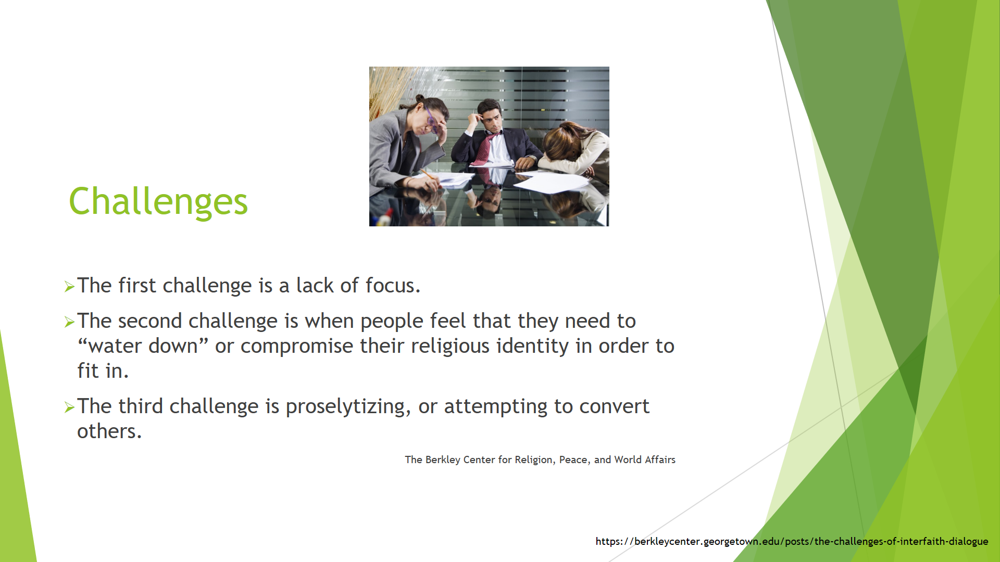 Challenges
The first challenge is a lack of focus.
The second challenge is when people feel that they need to
“water down” or compromise their religious identity in order to
fit in.
The third challenge is proselytizing, or attempting to convert
others.
The Berkley Center for Religion, Peace, and World Affairs
https://berkleycenter.georgetown.edu/posts/the-challenges-of-interfaith-dialogue